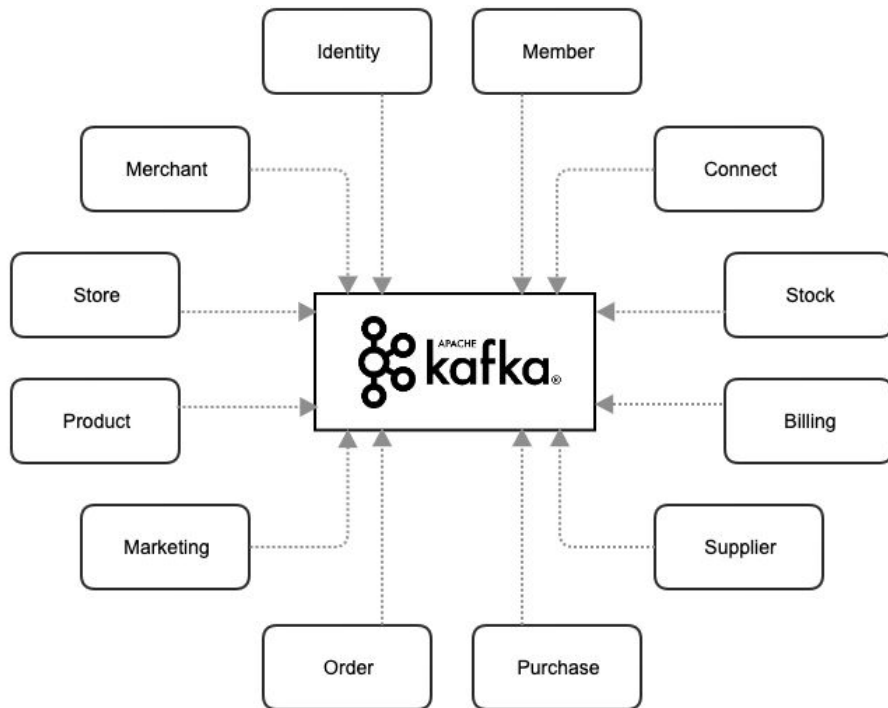 Identity Member
Merchant Connect
Store Stock
APACHE
kafka®
Product Billing
Marketing Supplier
Order Purchase